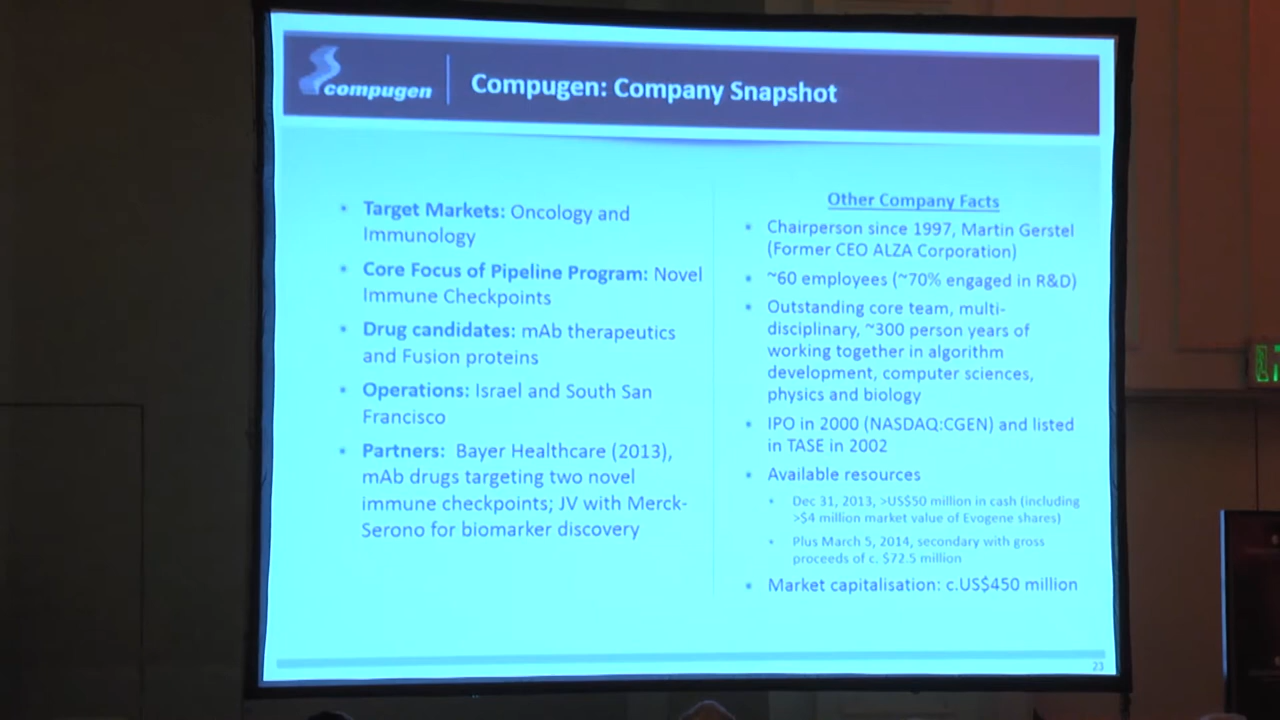 compugen
Compugen: Company Snapshot
• Target Markets: Oncology and
Immunology
• Core Focus of Pipeline Program: Novel
Immune Checkpoints
• Drug candidates: mAb therapeutics
and Fusion proteins
• Operations: Israel and South San
Francisco
• Partners: Bayer Healthcare (2013),
mAb drugs targeting two novel
immune checkpoints; JV with Merck-
Serono for biomarker discovery
Other Company Facts
• Chairperson since 1997, Martin Gerstel
(Former CEO ALZA Corporation)
• ~60 employees (~70% engaged in R&D)
• Outstanding core team, multi-
disciplinary, ~300 person years of
working together in algorithm
development, computer sciences,
physics and biology
• IPO in 2000 (NASDAQ:CGEN) and listed
in TASE in 2002
• Available resources
• Dec 31, 2013, >US$50 million in cash (including
>$4 million market value of Evogene shares)
• Plus March 5, 2014, secondary with gross
proceeds of c. $72.5 million
• Market capitalisation: c.US$450 million
23